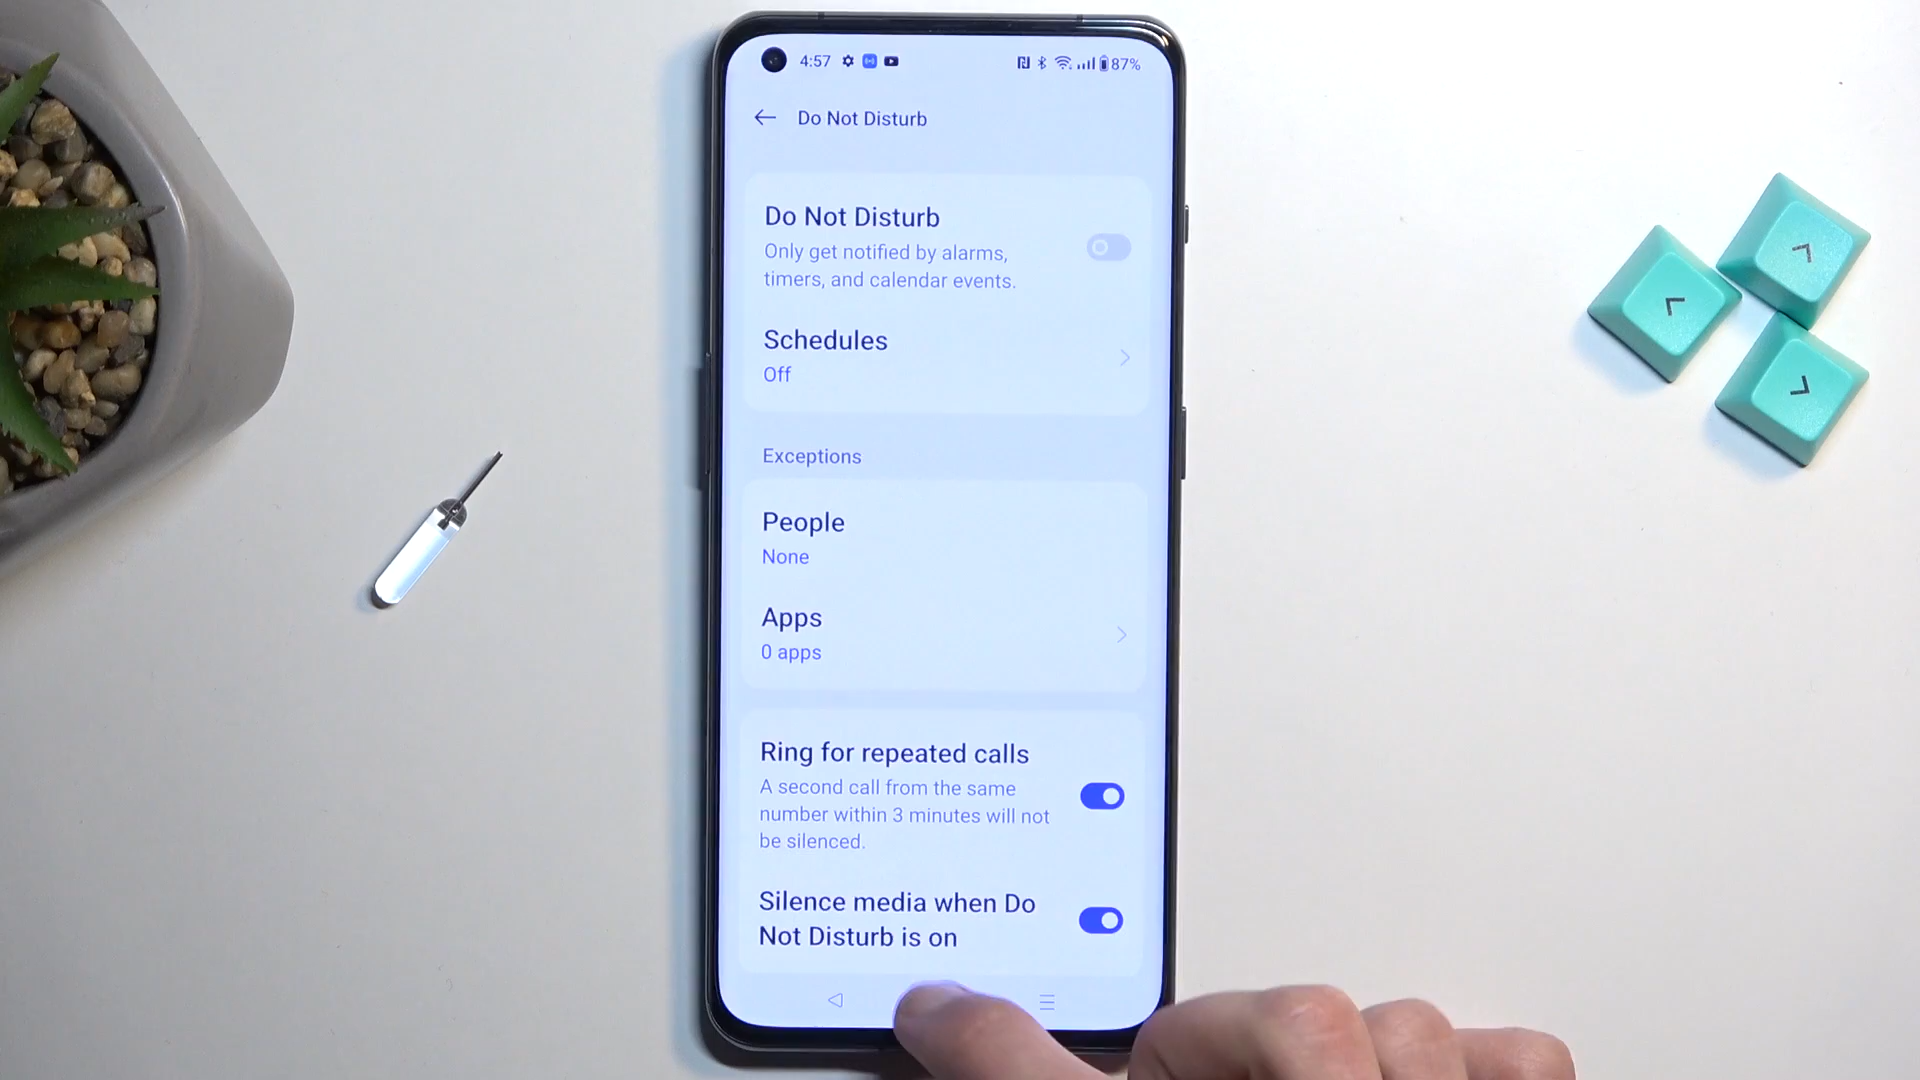 4:57 87%
Do Not Disturb
Do Not Disturb
Only get notified by alarms,
timers, and calendar events.
Schedules
Off
Exceptions
People
None
Apps
0 apps
Ring for repeated calls
A second call from the same
number within 3 minutes will not
be silenced.
Silence media when Do
Not Disturb is on